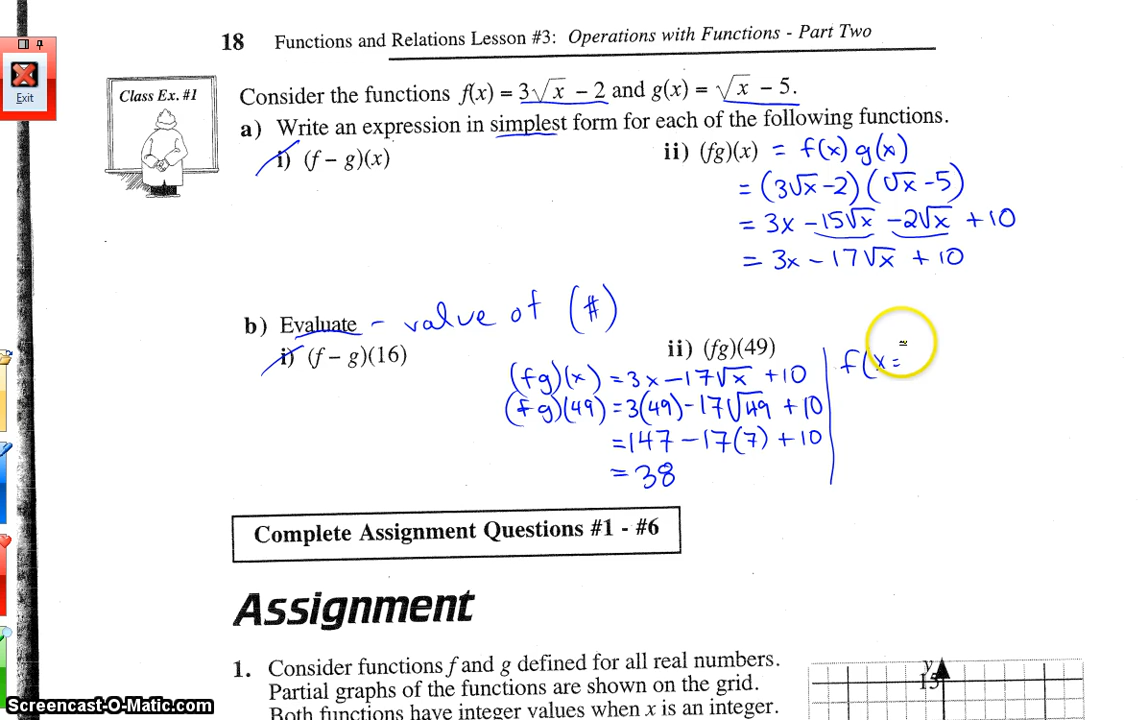 18 Functions and Relations Lesson #3: Operations with Functions - Part Two
Exit
Class Ex. #1
Consider the functions f(x) = 3√x – 2 and g(x) = √x – 5.
a) Write an expression in simplest form for each of the following functions.
i) (f – g)(x)
ii) (fg)(x) = f(x) g(x)
= (3√x -2) (√x -5)
= 3x - 15√x - 2√x + 10
= 3x - 17√x + 10
b) Evaluate - value of (#)
i) (f – g)(16)
ii) (fg)(49)
(fg)(x) = 3x - 17√x + 10
(fg)(49) = 3(49) - 17√49 + 10
= 147 - 17(7) + 10
= 38
f(x =
Complete Assignment Questions #1 - #6
Assignment
1. Consider functions f and g defined for all real numbers.
Partial graphs of the functions are shown on the grid.
Both functions have integer values when x is an integer.
y
15
Screencast-O-Matic.com